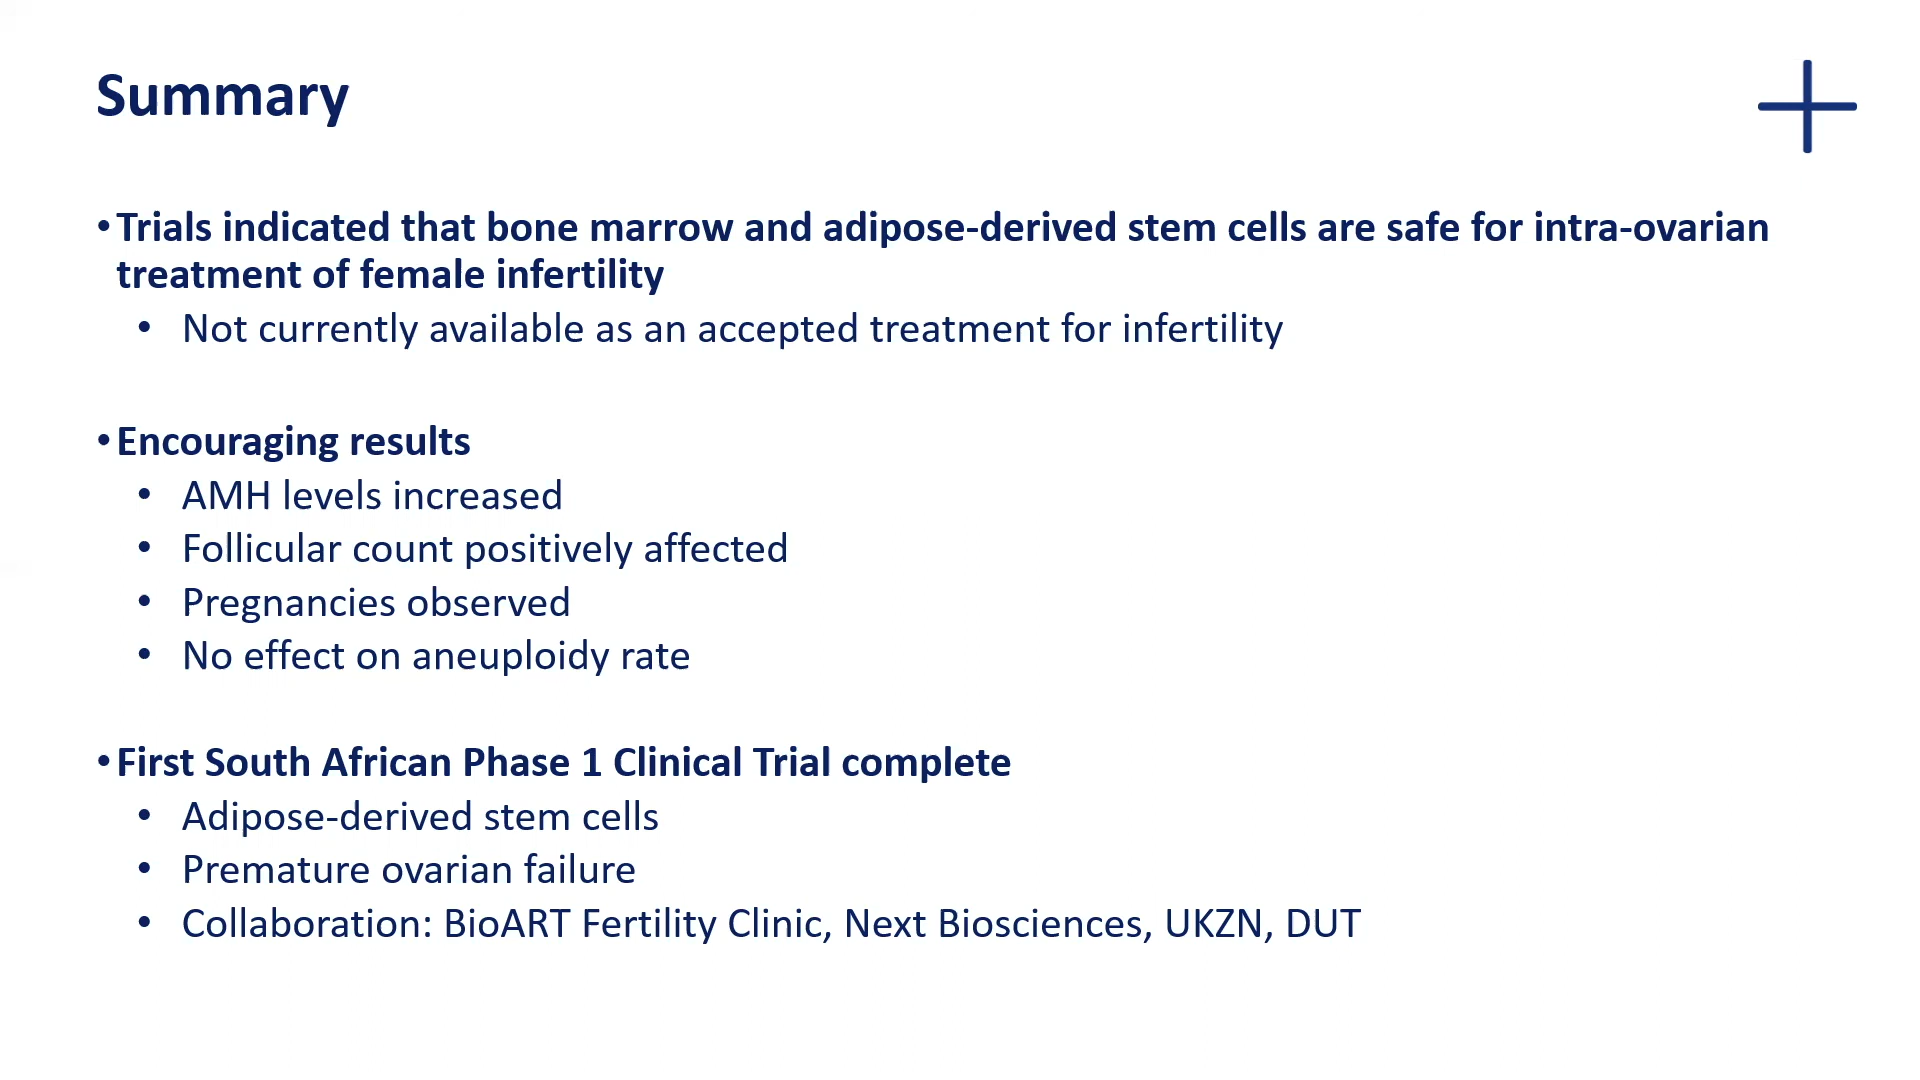 Summary
•Trials indicated that bone marrow and adipose-derived stem cells are safe for intra-ovarian
treatment of female infertility
• Not currently available as an accepted treatment for infertility
•Encouraging results
• AMH levels increased
• Follicular count positively affected
• Pregnancies observed
• No effect on aneuploidy rate
•First South African Phase 1 Clinical Trial complete
• Adipose-derived stem cells
• Premature ovarian failure
• Collaboration: BioART Fertility Clinic, Next Biosciences, UKZN, DUT